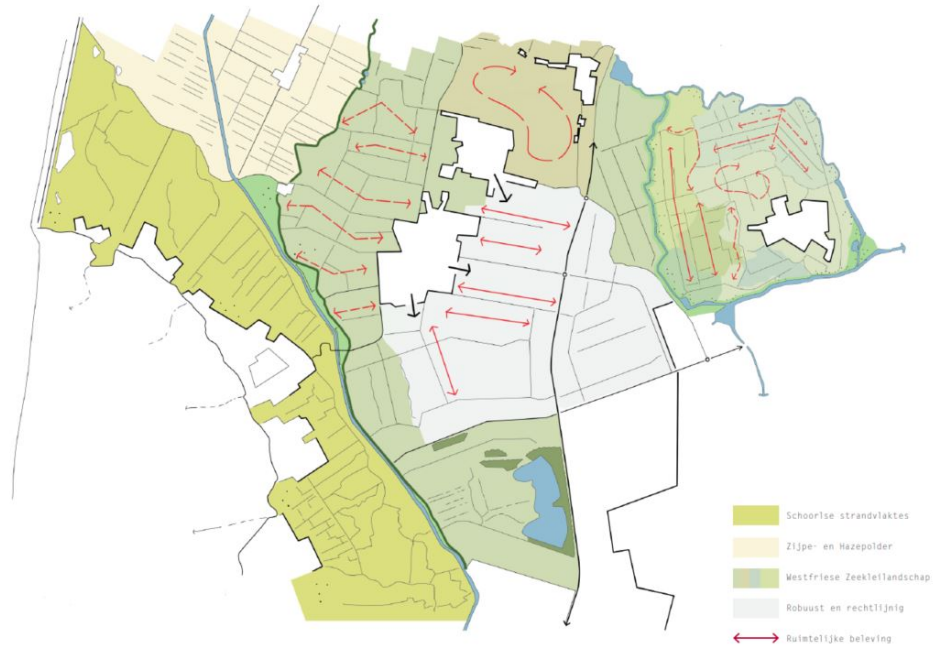 Schoorlse strandvlaktes
Zijpe- en Hazepolder
Westfriese Zeekleilandschap
Robuust en rechtlijnig
Ruimtelijke beleving